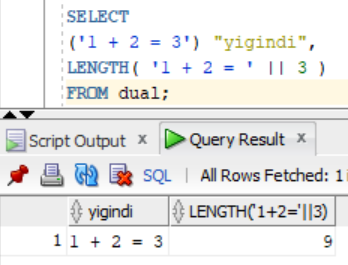 SELECT
('1 + 2 = 3') "yigindi",
LENGTH( '1 + 2 = ' || 3 )
FROM dual;
Script Output x Query Result x
SQL | All Rows Fetched: 1
yigindi LENGTH('1+2='||3)
1 1 + 2 = 3 9